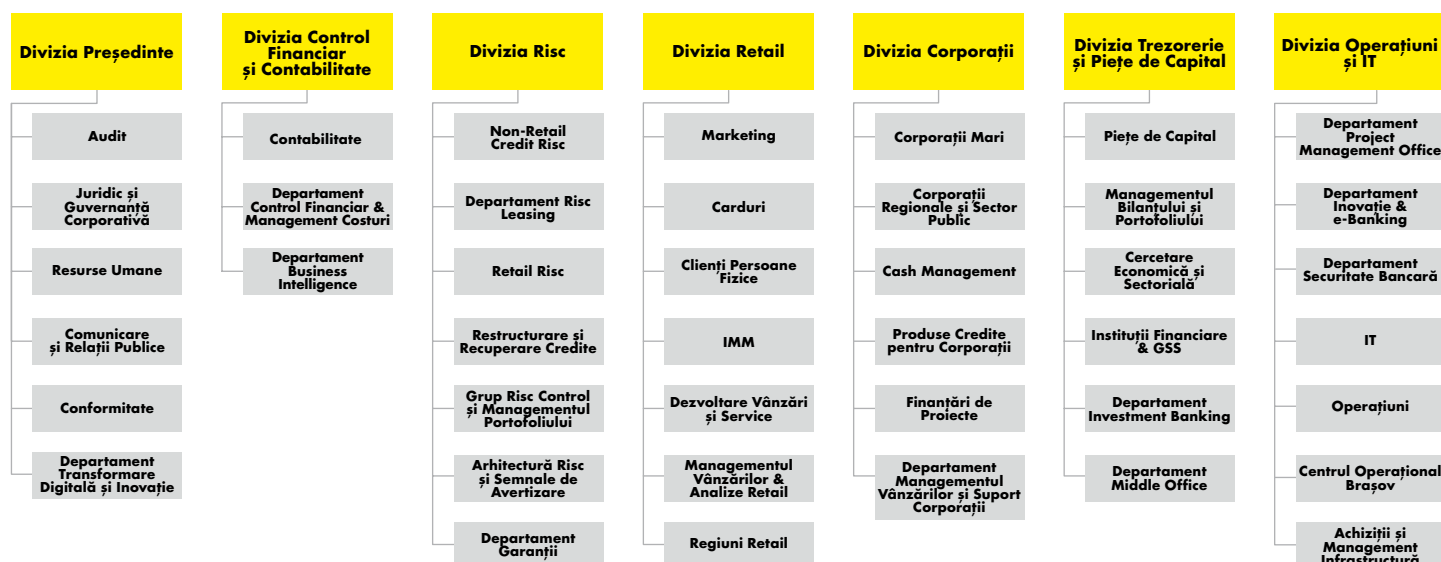 Divizia Președinte
Audit
Juridic și
Guvernanță
Corporativă
Resurse Umane
Comunicare
și Relații Publice
Conformitate
Departament
Transformare
Digitală și Inovație
Divizia Control
Financiar
și Contabilitate
Contabilitate
Departament
Control Financiar &
Management Costuri
Departament
Business
Intelligence
Divizia Risc
Non-Retail
Credit Risc
Departament Risc
Leasing
Retail Risc
Restructurare și
Recuperare Credite
Grup Risc Control
și Managementul
Portofoliului
Arhitectură Risc
și Semnale de
Avertizare
Departament
Garanții
Divizia Retail
Marketing
Carduri
Clienți Persoane
Fizice
IMM
Dezvoltare Vânzări
și Service
Managementul
Vânzărilor &
Analize Retail
Regiuni Retail
Divizia Corporații
Corporații Mari
Corporații
Regionale și Sector
Public
Cash Management
Produse Credite
pentru Corporații
Finanțări de
Proiecte
Departament
Managementul
Vânzărilor și Suport
Corporații
Divizia Trezorerie
și Piețe de Capital
Piețe de Capital
Managementul
Bilanțului și
Portofoliului
Cercetare
Economică și
Sectorială
Instituții Financiare
& GSS
Departament
Investment Banking
Departament
Middle Office
Divizia Operațiuni
și IT
Departament
Project
Management Office
Departament
Inovație &
e-Banking
Departament
Securitate Bancară
IT
Operațiuni
Centrul Operațional
Brașov
Achiziții și
Management
Infrastructură